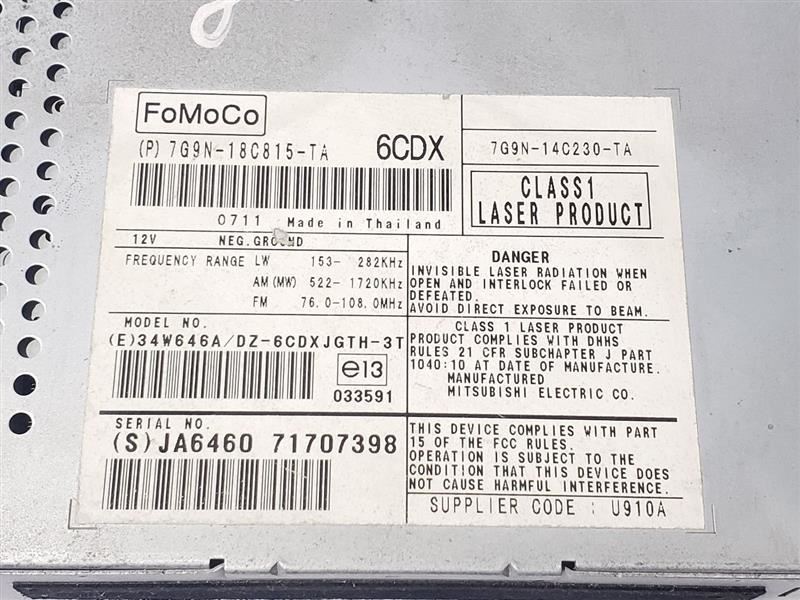 FoMoCo
(P) 7G9N-18C815-TA 6CDX
7G9N-14C230-TA
CLASS1
LASER PRODUCT
0711 Made in Thailand
12V NEG.GROUND
FREQUENCY RANGE LW 153- 282KHz
AM(MW) 522-1720KHz
FM 76.0-108.0MHz
DANGER
INVISIBLE LASER RADIATION WHEN
OPEN AND INTERLOCK FAILED OR
DEFEATED.
AVOID DIRECT EXPOSURE TO BEAM.
MODEL NO.
(E)34W646A/DZ-6CDXJGTH-3T
e13
033591
CLASS 1 LASER PRODUCT
PRODUCT COMPLIES WITH DHHS
RULES 21 CFR SUBCHAPTER J PART
1040:10 AT DATE OF MANUFACTURE.
MANUFACTURED
MITSUBISHI ELECTRIC CO.
SERIAL NO.
(S)JA6460 71707398
THIS DEVICE COMPLIES WITH PART
15 OF THE FCC RULES.
OPERATION IS SUBJECT TO THE
CONDITION THAT THIS DEVICE DOES
NOT CAUSE HARMFUL INTERFERENCE.
SUPPLIER CODE : U910A